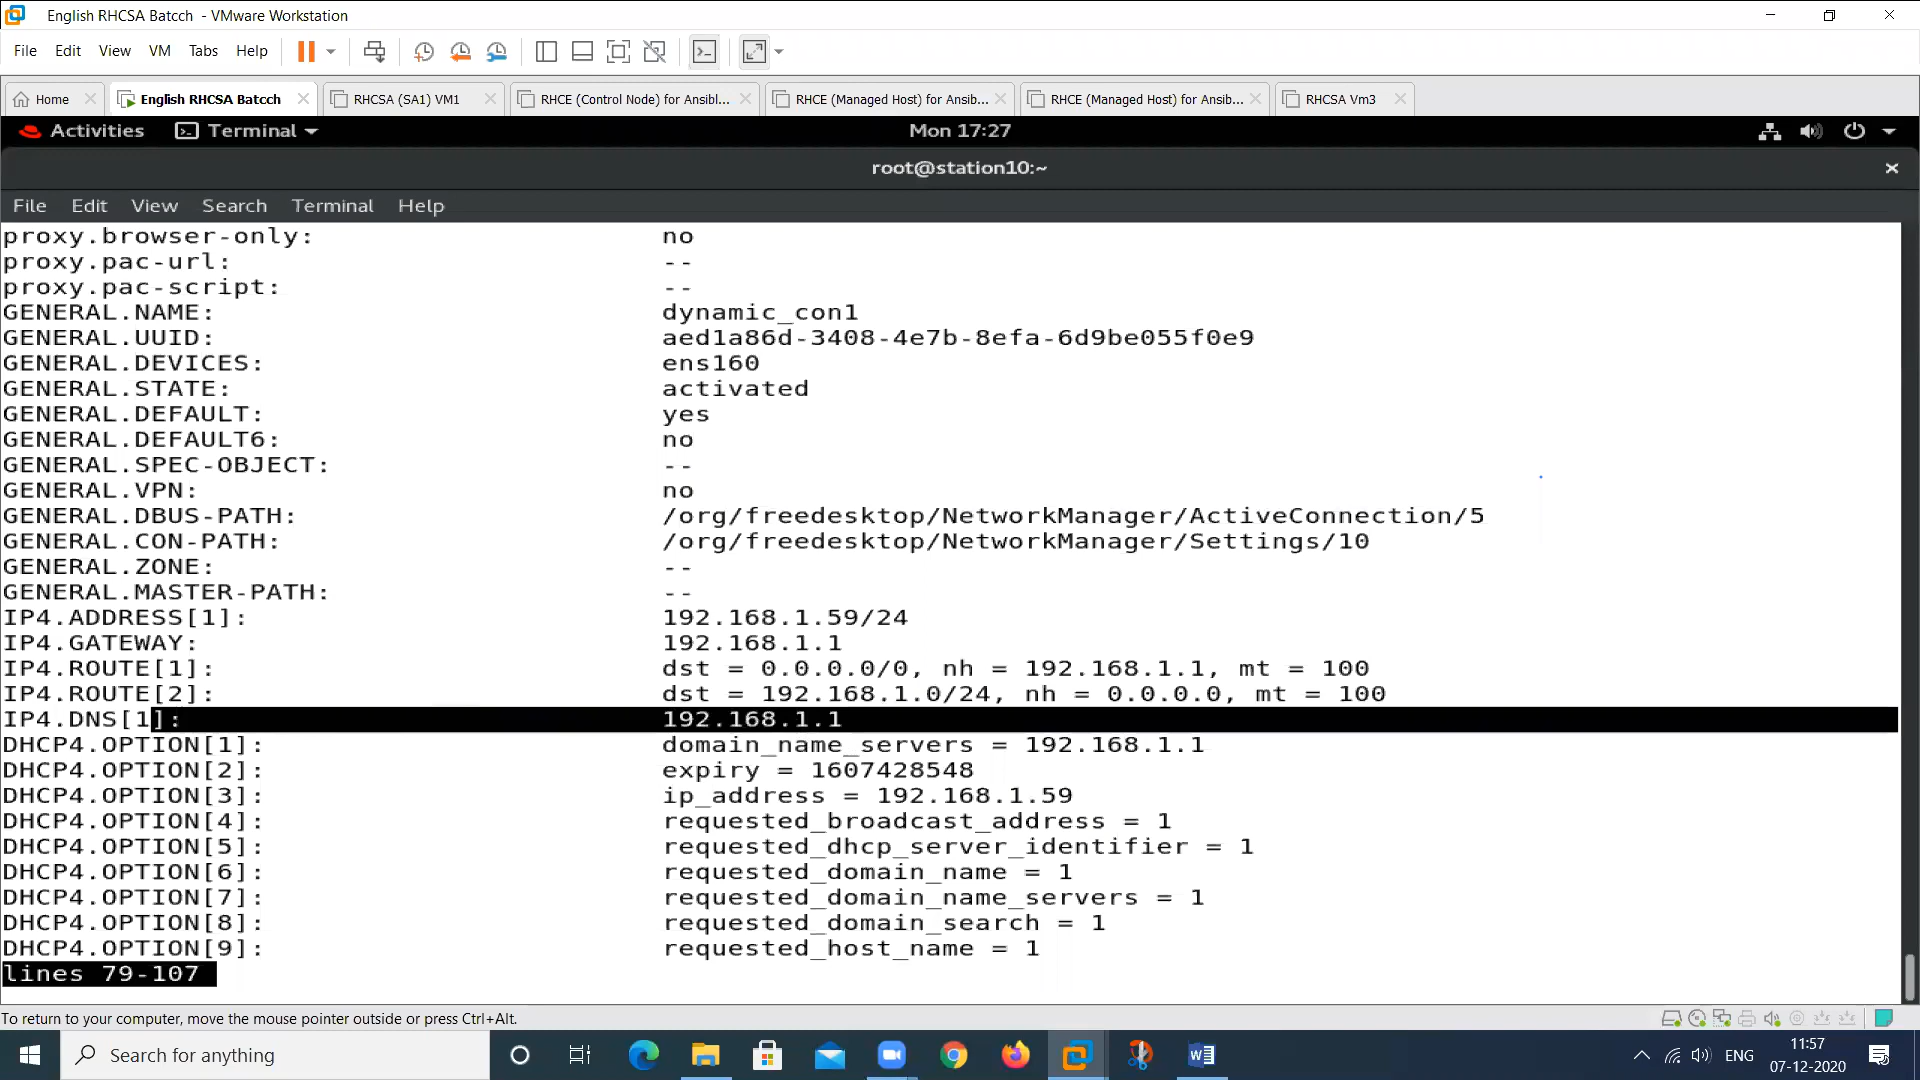 English RHCSA Batcch - VMware Workstation
File Edit View VM Tabs Help
Home English RHCSA Batcch RHCSA (SA1) VM1 RHCE (Control Node) for Ansibl... RHCE (Managed Host) for Ansib... RHCE (Managed Host) for Ansib... RHCSA Vm3
Activities Terminal Mon 17:27
root@station10:~
File Edit View Search Terminal Help
proxy.browser-only: no
proxy.pac-url: --
proxy.pac-script: --
GENERAL.NAME: dynamic_con1
GENERAL.UUID: aed1a86d-3408-4e7b-8efa-6d9be055f0e9
GENERAL.DEVICES: ens160
GENERAL.STATE: activated
GENERAL.DEFAULT: yes
GENERAL.DEFAULT6: no
GENERAL.SPEC-OBJECT: --
GENERAL.VPN: no
GENERAL.DBUS-PATH: /org/freedesktop/NetworkManager/ActiveConnection/5
GENERAL.CON-PATH: /org/freedesktop/NetworkManager/Settings/10
GENERAL.ZONE: --
GENERAL.MASTER-PATH: --
IP4.ADDRESS[1]: 192.168.1.59/24
IP4.GATEWAY: 192.168.1.1
IP4.ROUTE[1]: dst = 0.0.0.0/0, nh = 192.168.1.1, mt = 100
IP4.ROUTE[2]: dst = 192.168.1.0/24, nh = 0.0.0.0, mt = 100
IP4.DNS[1]: 192.168.1.1
DHCP4.OPTION[1]: domain_name_servers = 192.168.1.1
DHCP4.OPTION[2]: expiry = 1607428548
DHCP4.OPTION[3]: ip_address = 192.168.1.59
DHCP4.OPTION[4]: requested_broadcast_address = 1
DHCP4.OPTION[5]: requested_dhcp_server_identifier = 1
DHCP4.OPTION[6]: requested_domain_name = 1
DHCP4.OPTION[7]: requested_domain_name_servers = 1
DHCP4.OPTION[8]: requested_domain_search = 1
DHCP4.OPTION[9]: requested_host_name = 1
lines 79-107
To return to your computer, move the mouse pointer outside or press Ctrl+Alt.
Search for anything
ENG
11:57
07-12-2020